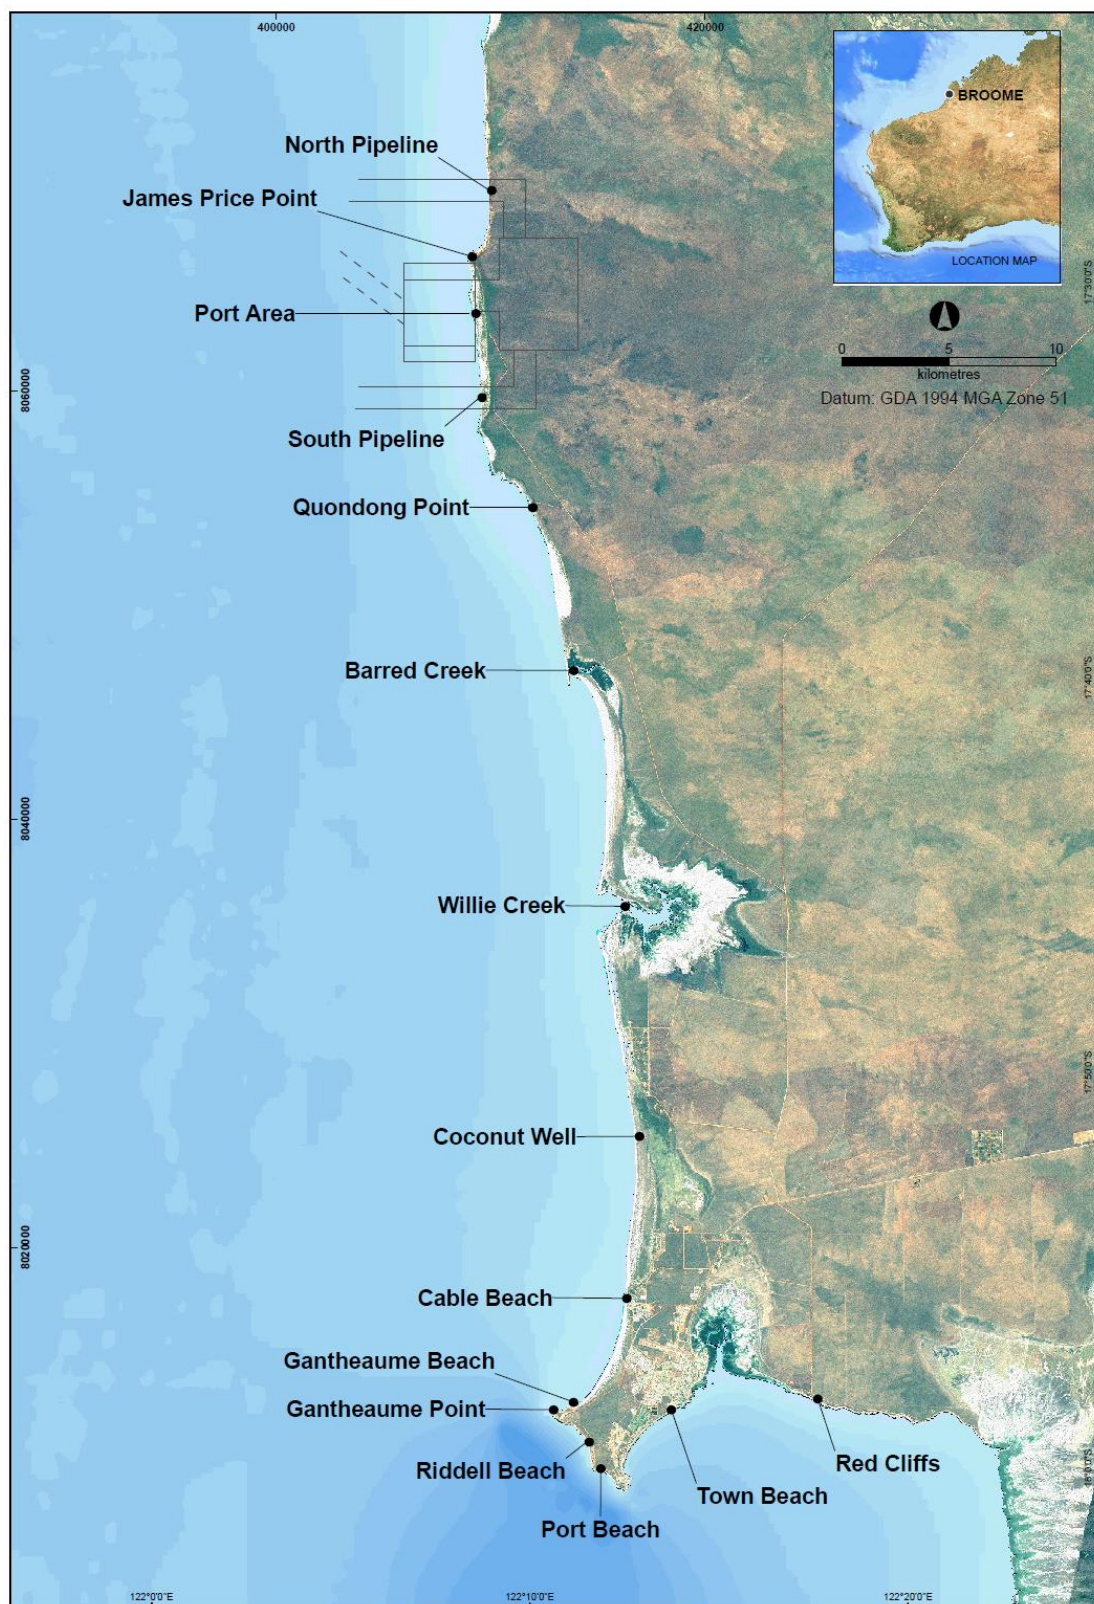 400000
420000
BROOME
LOCATION MAP
North Pipeline
James Price Point
Port Area
17°30'0"S
0 5 10
kilometres
Datum: GDA 1994 MGA Zone 51
8060000
South Pipeline
Quondong Point
Barred Creek
17°40'0"S
8040000
Willie Creek
17°50'0"S
Coconut Well
8020000
Cable Beach
Gantheaume Beach
Gantheaume Point
Riddell Beach
Red Cliffs
18°0'0"S
Town Beach
Port Beach
122°0'0"E
122°10'0"E
122°20'0"E